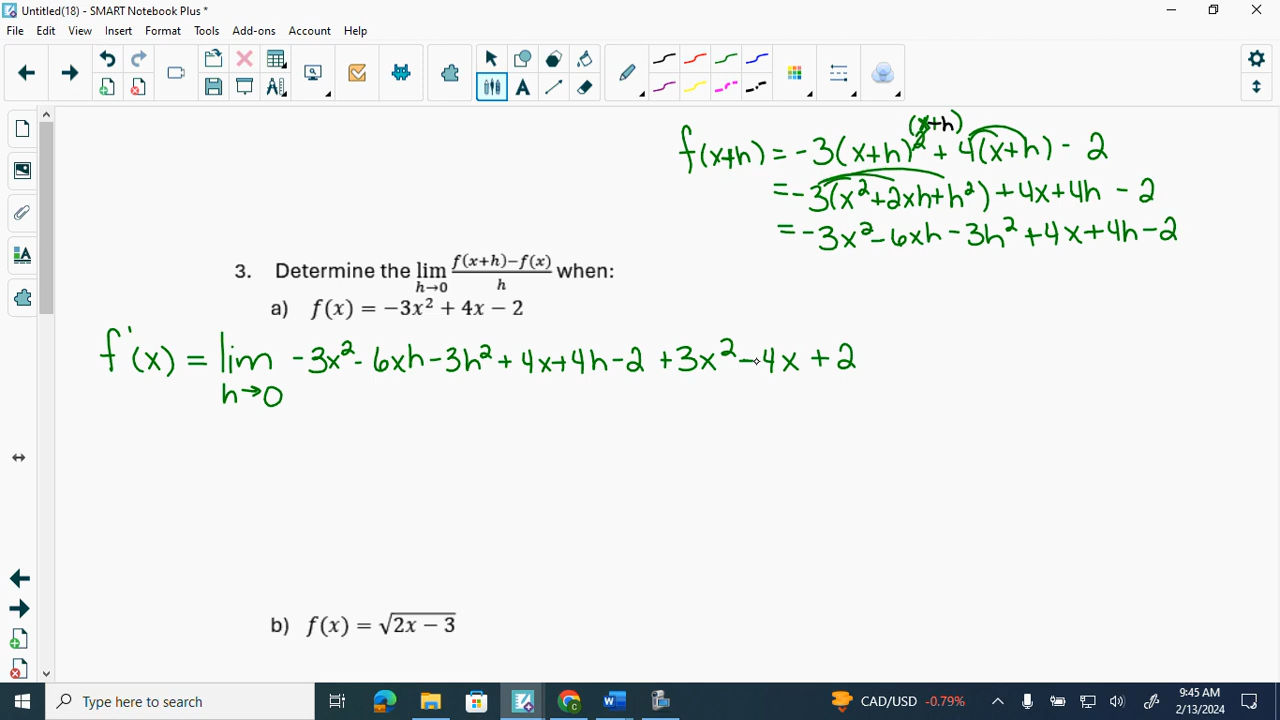 Untitled(18) - SMART Notebook Plus *
File Edit View Insert Format Tools Add-ons Account Help
(x+h)
f(x+h) = -3(x+h)² + 4(x+h) - 2
= -3(x²+2xh+h²) + 4x+4h - 2
= -3x² - 6xh - 3h² + 4x + 4h - 2
3. Determine the lim h→0 f(x+h)−f(x) / h when:
a) f(x) = −3x² + 4x − 2
f'(x) = lim h→0 -3x² - 6xh - 3h² + 4x + 4h - 2 + 3x² - 4x + 2
b) f(x) = √2x − 3
Type here to search
CAD/USD -0.79%
9:45 AM
2/13/2024